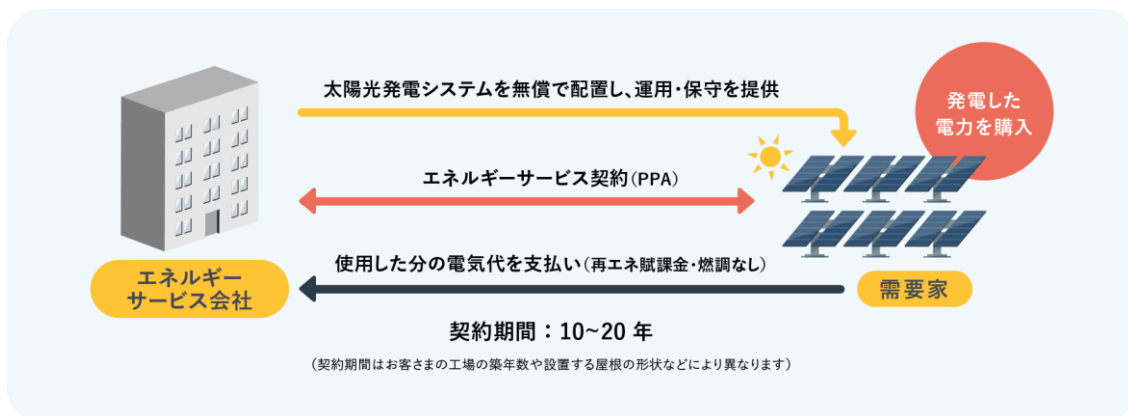 太陽光発電システムを無償で配置し、運用・保守を提供
発電した
電力を購入
エネルギーサービス契約(PPA)
使用した分の電気代を支払い(再エネ賦課金・燃調なし)
エネルギー
サービス会社
需要家
契約期間：10~20 年
(契約期間はお客さまの工場の築年数や設置する屋根の形状などにより異なります)